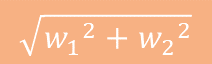 √(w₁² + w₂²)